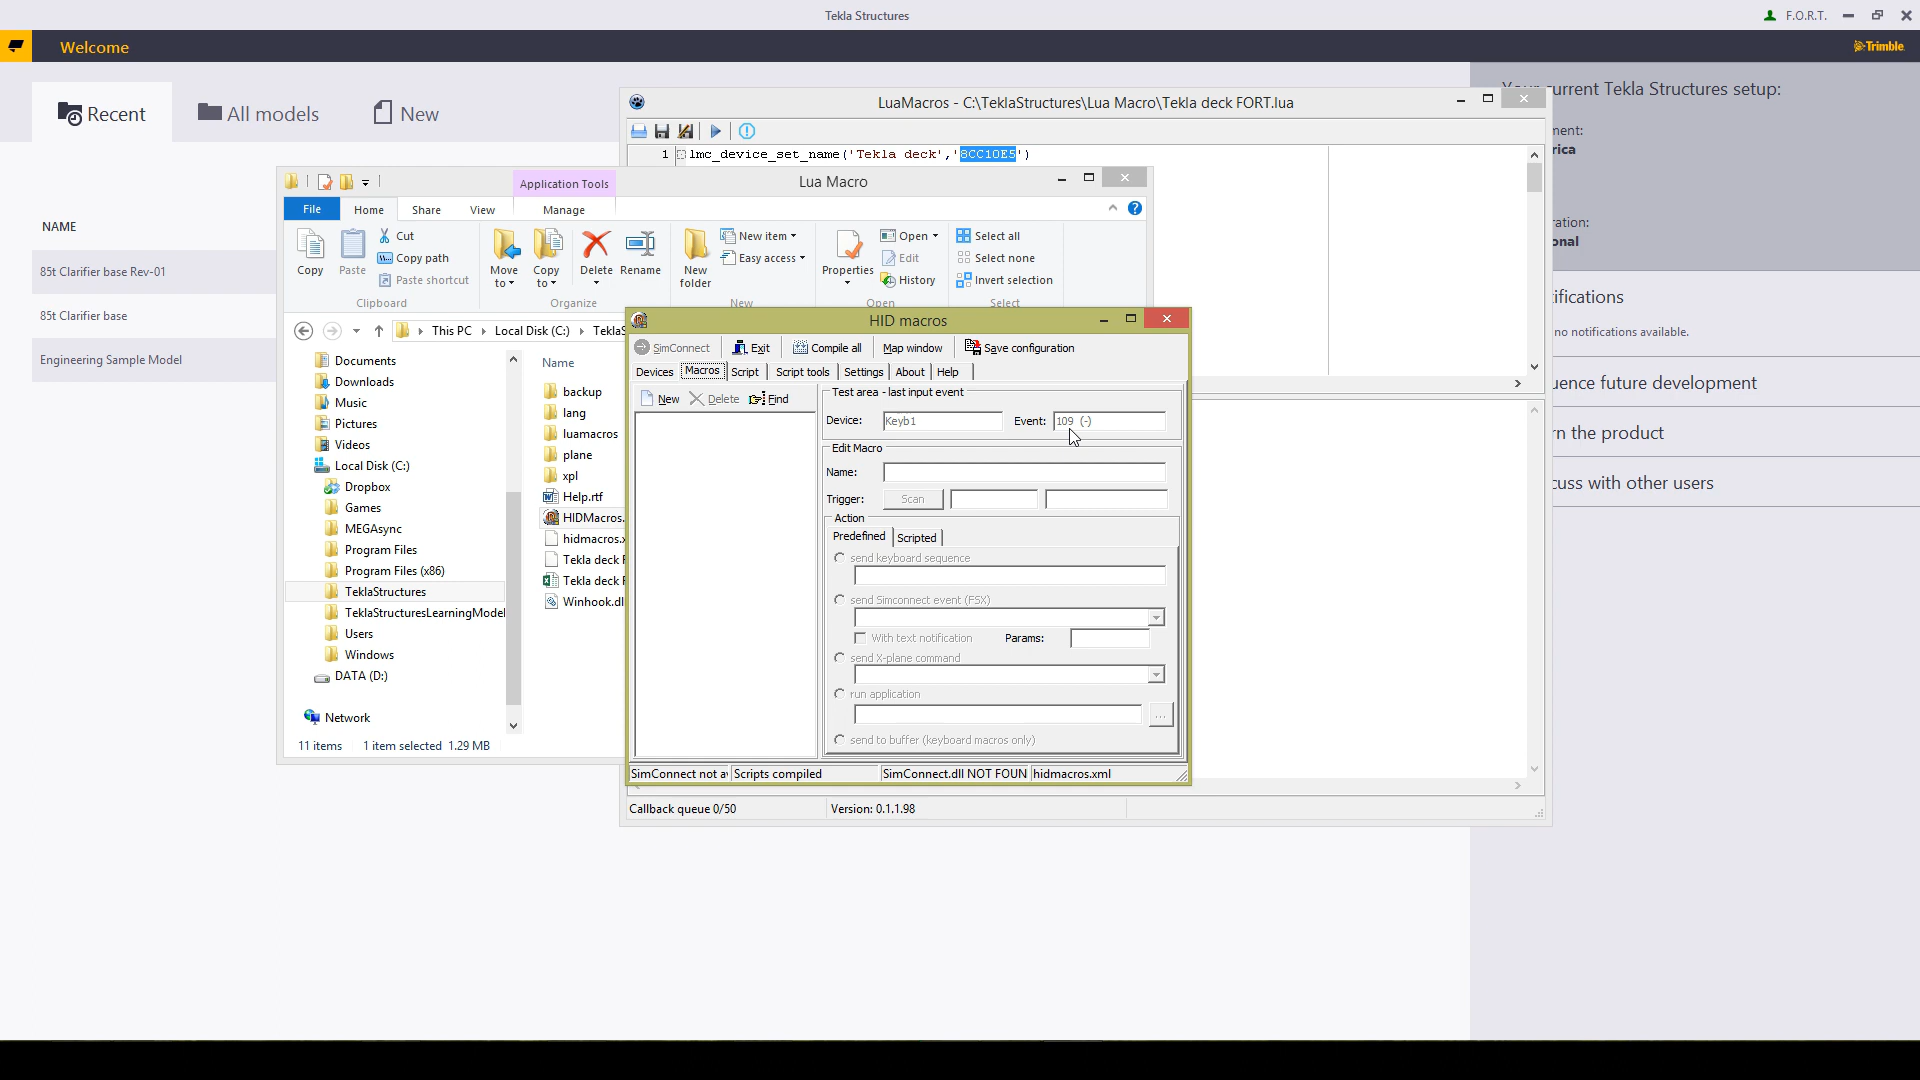 Tekla Structures
F.O.R.T.
Welcome
Trimble
Recent
All models
New
NAME
85t Clarifier base Rev-01
85t Clarifier base
Engineering Sample Model
Your current Tekla Structures setup:
LuaMacros - C:\TeklaStructures\Lua Macro\Tekla deck FORT.lua
1 lmc_device_set_name('Tekla deck','8CC10E5')
Application Tools
Lua Macro
File Home Share View Manage
Copy
Paste
Cut
Copy path
Paste shortcut
Clipboard
Move to
Copy to
Delete
Rename
Organize
New folder
New item
Easy access
New
Properties
Open
Edit
History
Open
Select all
Select none
Invert selection
Select
This PC
Local Disk (C:)
Documents
Downloads
Music
Pictures
Videos
Local Disk (C:)
Dropbox
Games
MEGAsync
Program Files
Program Files (x86)
TeklaStructures
TeklaStructuresLearningModel
Users
Windows
DATA (D:)
Network
11 items 1 item selected 1.29 MB
Name
backup
lang
luamacros
plane
xpl
Help.rtf
HIDMacros.
hidmacros.x
Tekla deck
Tekla deck
Winhook.dl
HID macros
SimConnect Exit Compile all Map window Save configuration
Devices Macros Script Script tools Settings About Help
New Delete Find
Test area - last input event
Device: Keyb1 Event: 109 (-)
Edit Macro
Name:
Trigger: Scan
Action
Predefined Scripted
send keyboard sequence
send Simconnect event (FSX)
With text notification Params:
send X-plane command
run application
...
send to buffer (keyboard macros only)
SimConnect not a Scripts compiled SimConnect.dll NOT FOUN hidmacros.xml
Callback queue 0/50 Version: 0.1.1.98
ment:
rica
ration:
onal
ifications
no notifications available.
uence future development
rn the product
cuss with other users